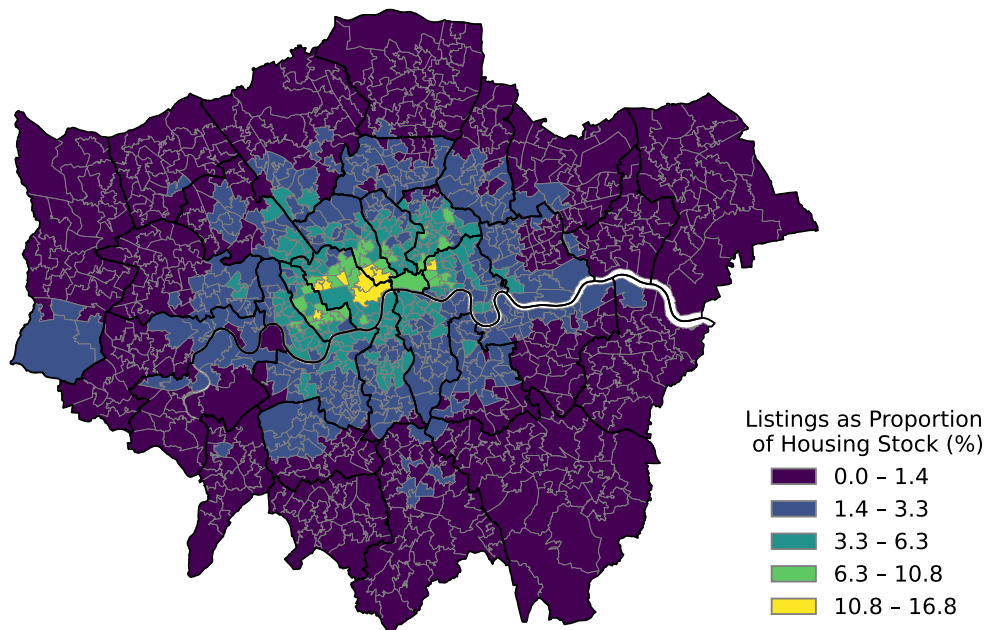 Listings as Proportion
of Housing Stock (%)
0.0 – 1.4
1.4 – 3.3
3.3 – 6.3
6.3 – 10.8
10.8 – 16.8